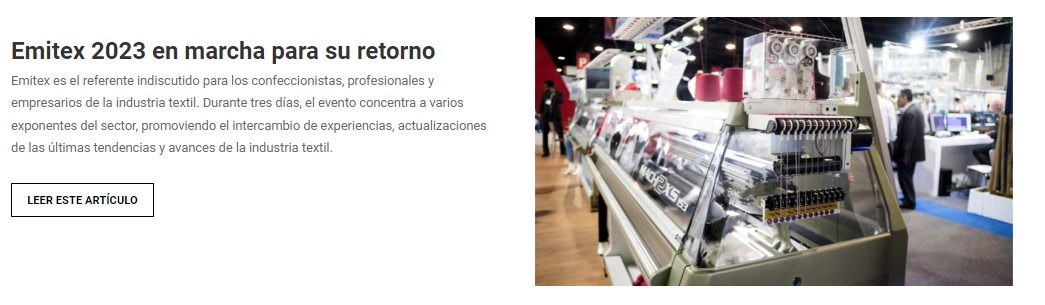 Emitex 2023 en marcha para su retorno
Emitex es el referente indiscutido para los confeccionistas, profesionales y
empresarios de la industria textil. Durante tres días, el evento concentra a varios
exponentes del sector, promoviendo el intercambio de experiencias, actualizaciones
de las últimas tendencias y avances de la industria textil.
LEER ESTE ARTÍCULO
P